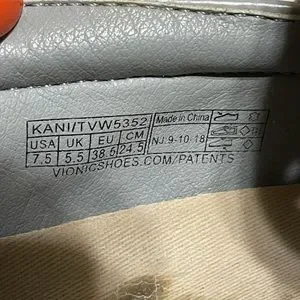 KANI/TVW5352
USA UK EU CM
7.5 5.5 38.5 24.5
Made in China
NJ 9-10-18
VIONICSHOES.COM/PATENTS